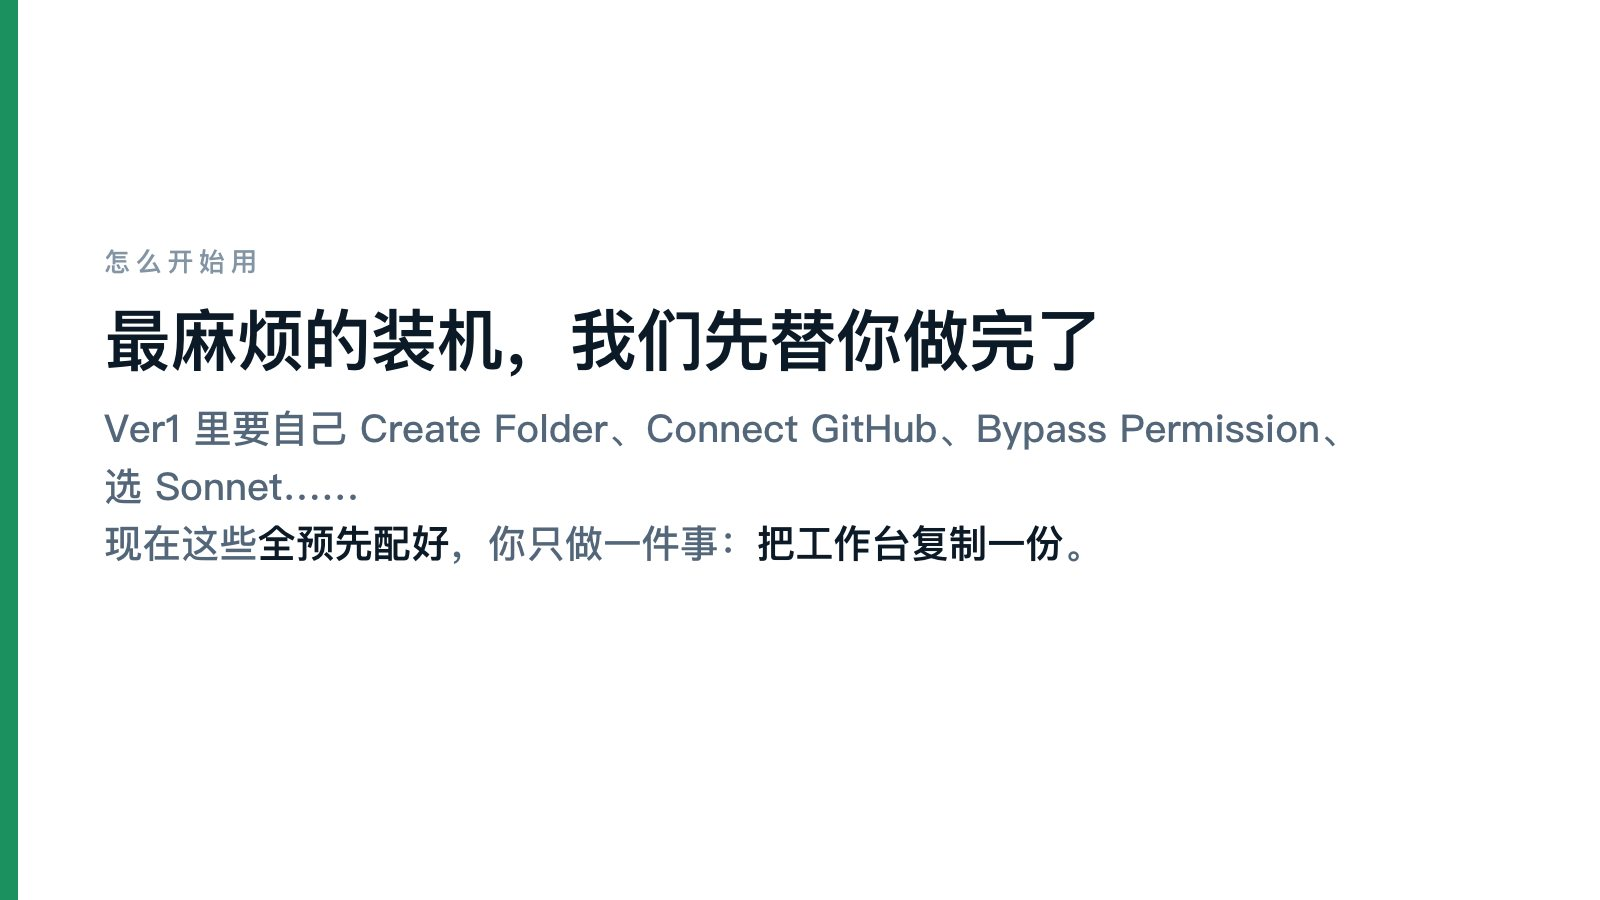 怎么开始用
最麻烦的装机，我们先替你做完了
Ver1 里要自己 Create Folder、Connect GitHub、Bypass Permission、
选 Sonnet……
现在这些全预先配好，你只做一件事：把工作台复制一份。